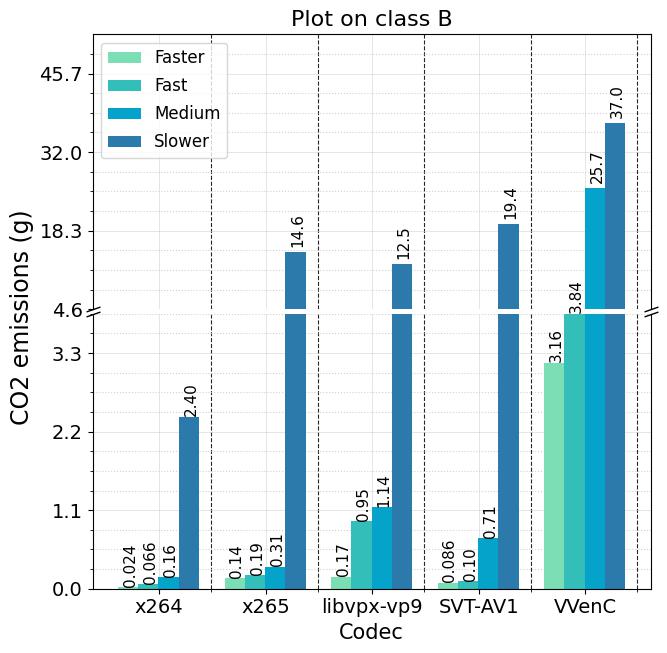 Plot on class B
CO2 emissions (g)
45.7
32.0
18.3
4.6
4.6
3.3
2.2
1.1
0.0
Faster
Fast
Medium
Slower
0.024
0.066
0.16
2.40
0.14
0.19
0.31
14.6
0.17
0.95
1.14
12.5
0.086
0.10
0.71
19.4
3.16
3.84
25.7
37.0
x264
x265
libvpx-vp9
SVT-AV1
VVenC
Codec